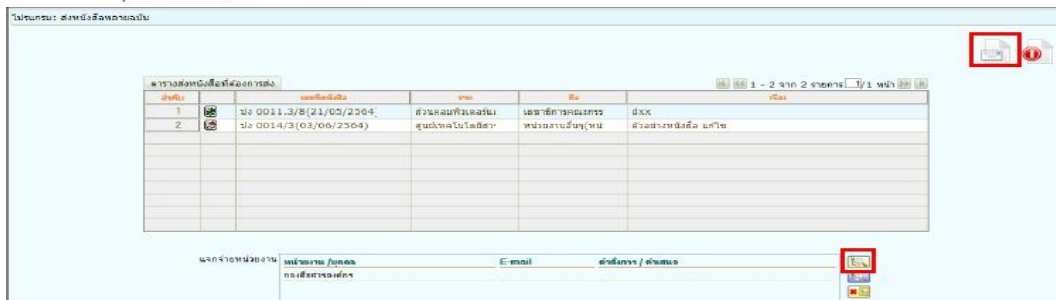 โปรแกรม: ส่งหนังสือหลายฉบับ
ตารางส่งหนังสือที่ต้องการส่ง 1 - 2 จาก 2 รายการ 1/1 หน้า
ลำดับ เลขที่หนังสือ จาก ถึง เรื่อง
1 ปง 0011.3/8(21/05/2564) ส่วนคอมพิวเตอร์แ เลขาธิการคณะกรร dxx
2 ปง 0014/3(03/06/2564) ศูนย์เทคโนโลยีสา หน่วยงานอื่นๆ(หน่ ตัวอย่างหนังสือ แก้ไข
แจกจ่ายหน่วยงาน หน่วยงาน /บุคคล E-mail คำสั่งการ / คำเสนอ
กองสื่อสารองค์กร